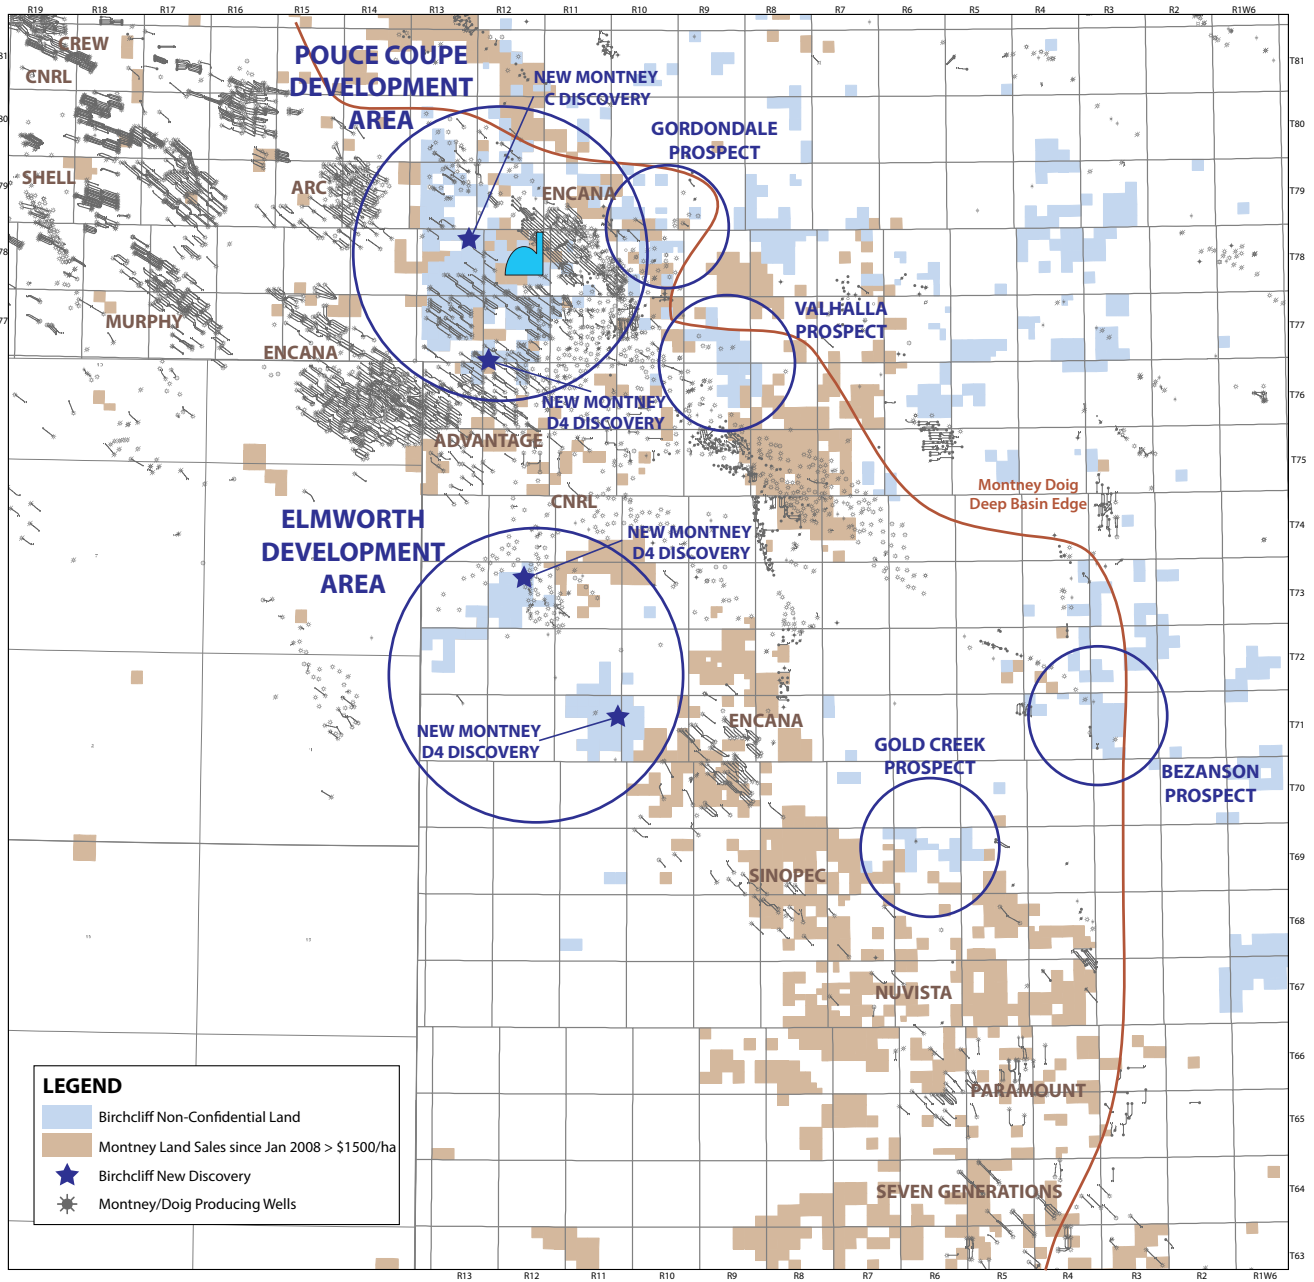 R19 R18 R17 R16 R15 R14 R13 R12 R11 R10 R9 R8 R7 R6 R5 R4 R3 R2 R1W6
CREW
CNRL
POUCE COUPE
DEVELOPMENT
AREA
NEW MONTNEY
C DISCOVERY
GORDONDALE
PROSPECT
SHELL
ARC
ENCANA
MURPHY
ENCANA
VALHALLA
PROSPECT
NEW MONTNEY
D4 DISCOVERY
ADVANTAGE
CNRL
Montney Doig
Deep Basin Edge
ELMWORTH
DEVELOPMENT
AREA
NEW MONTNEY
D4 DISCOVERY
NEW MONTNEY
D4 DISCOVERY
ENCANA
GOLD CREEK
PROSPECT
BEZANSON
PROSPECT
SINOPEC
NUVISTA
PARAMOUNT
SEVEN GENERATIONS
81
80
79
78
77
T81
T80
T79
T78
T77
T76
T75
T74
T73
T72
T71
T70
T69
T68
T67
T66
T65
T64
T63
LEGEND
Birchcliff Non-Confidential Land
Montney Land Sales since Jan 2008 > $1500/ha
Birchcliff New Discovery
Montney/Doig Producing Wells
R13 R12 R11 R10 R9 R8 R7 R6 R5 R4 R3 R2 R1W6